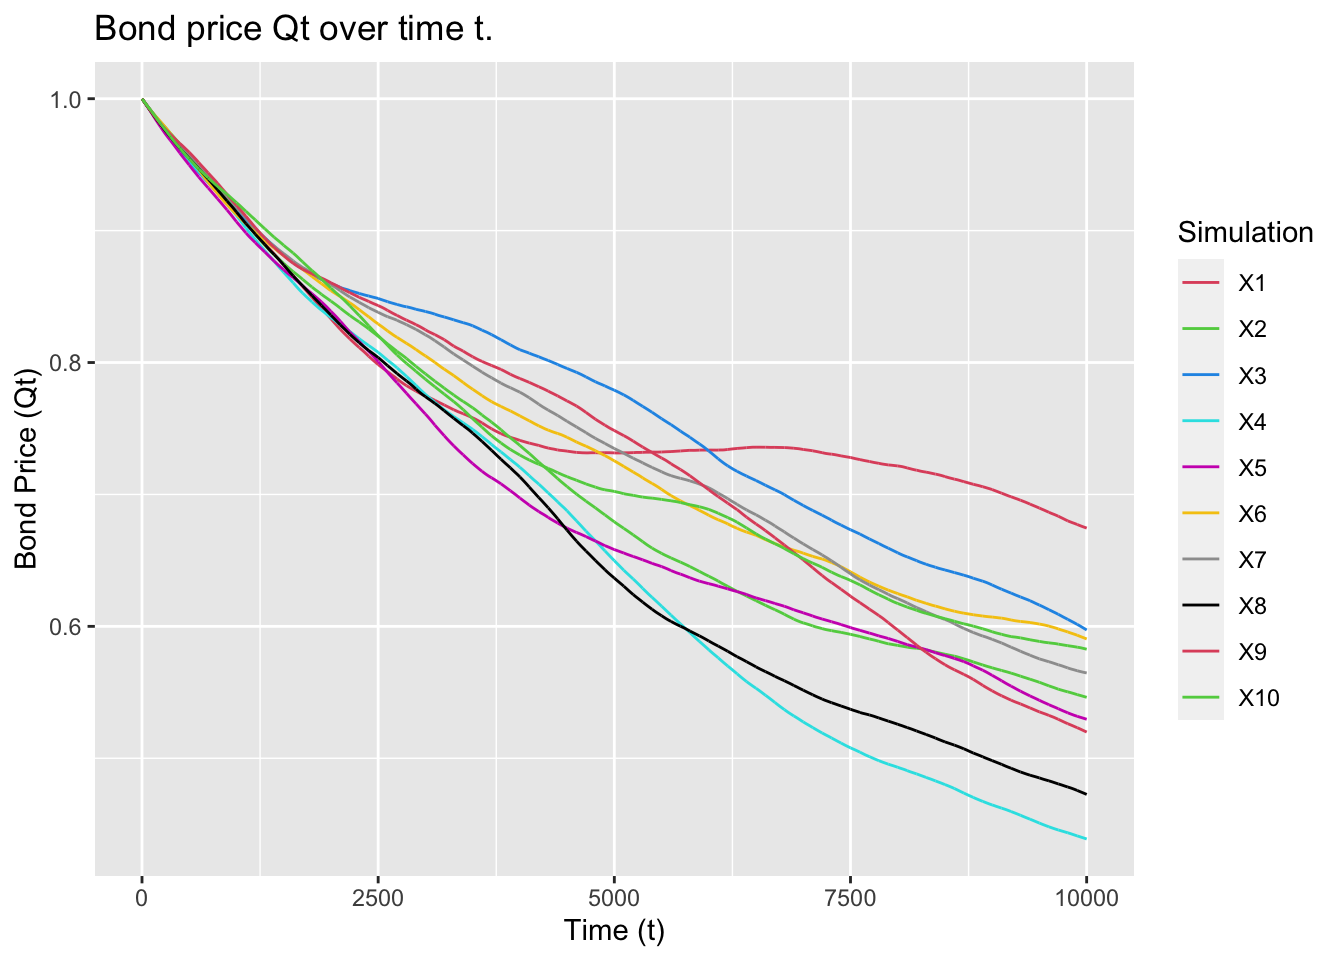 Bond price Qt over time t.
1.0
0.8
0.6
Bond Price (Qt)
0
2500
5000
7500
10000
Time (t)
Simulation
X1
X2
X3
X4
X5
X6
X7
X8
X9
X10